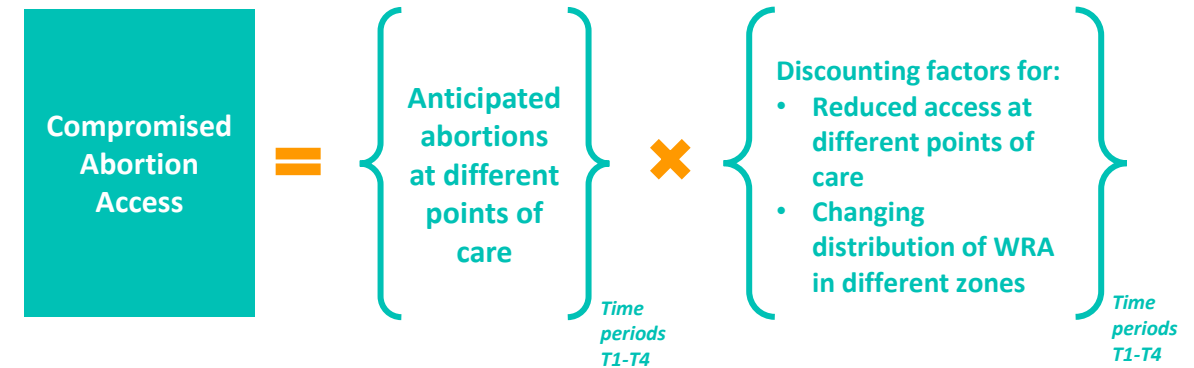 Compromised
Abortion
Access
=
Anticipated
abortions
at different
points of
care
Time
periods
T1-T4
×
Discounting factors for:
• Reduced access at
different points of
care
• Changing
distribution of WRA
in different zones
Time
periods
T1-T4